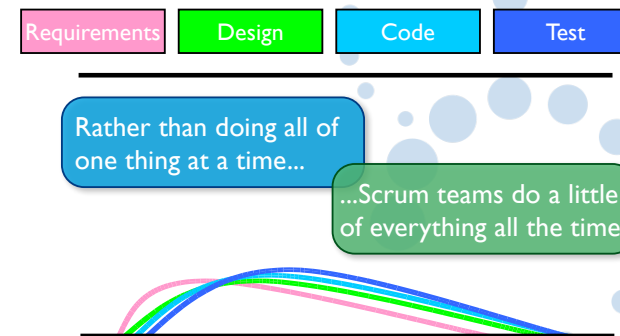 Requirements Design Code Test
Rather than doing all of
one thing at a time...
...Scrum teams do a little
of everything all the time